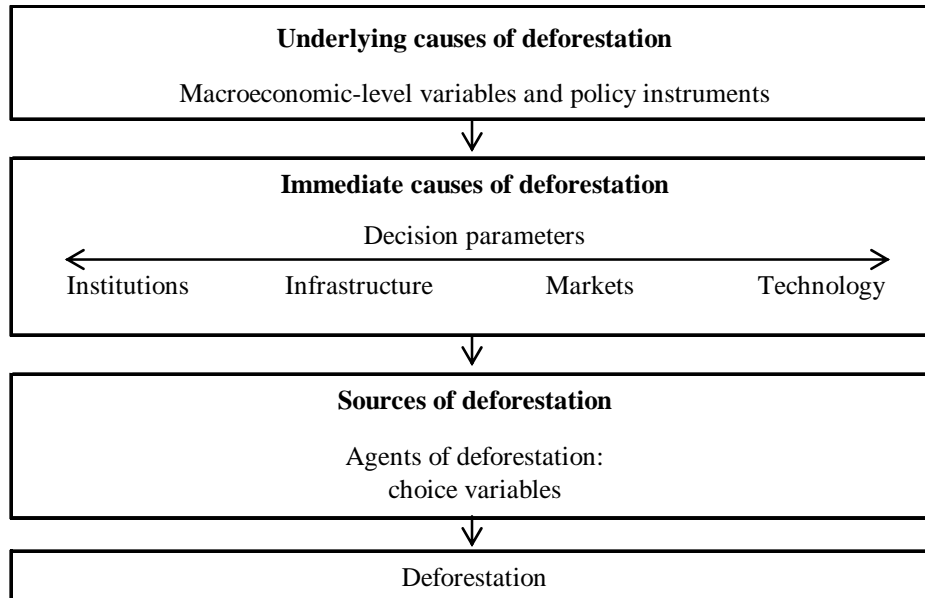 Underlying causes of deforestation
Macroeconomic-level variables and policy instruments
Immediate causes of deforestation
Decision parameters
Institutions Infrastructure Markets Technology
Sources of deforestation
Agents of deforestation:
choice variables
Deforestation